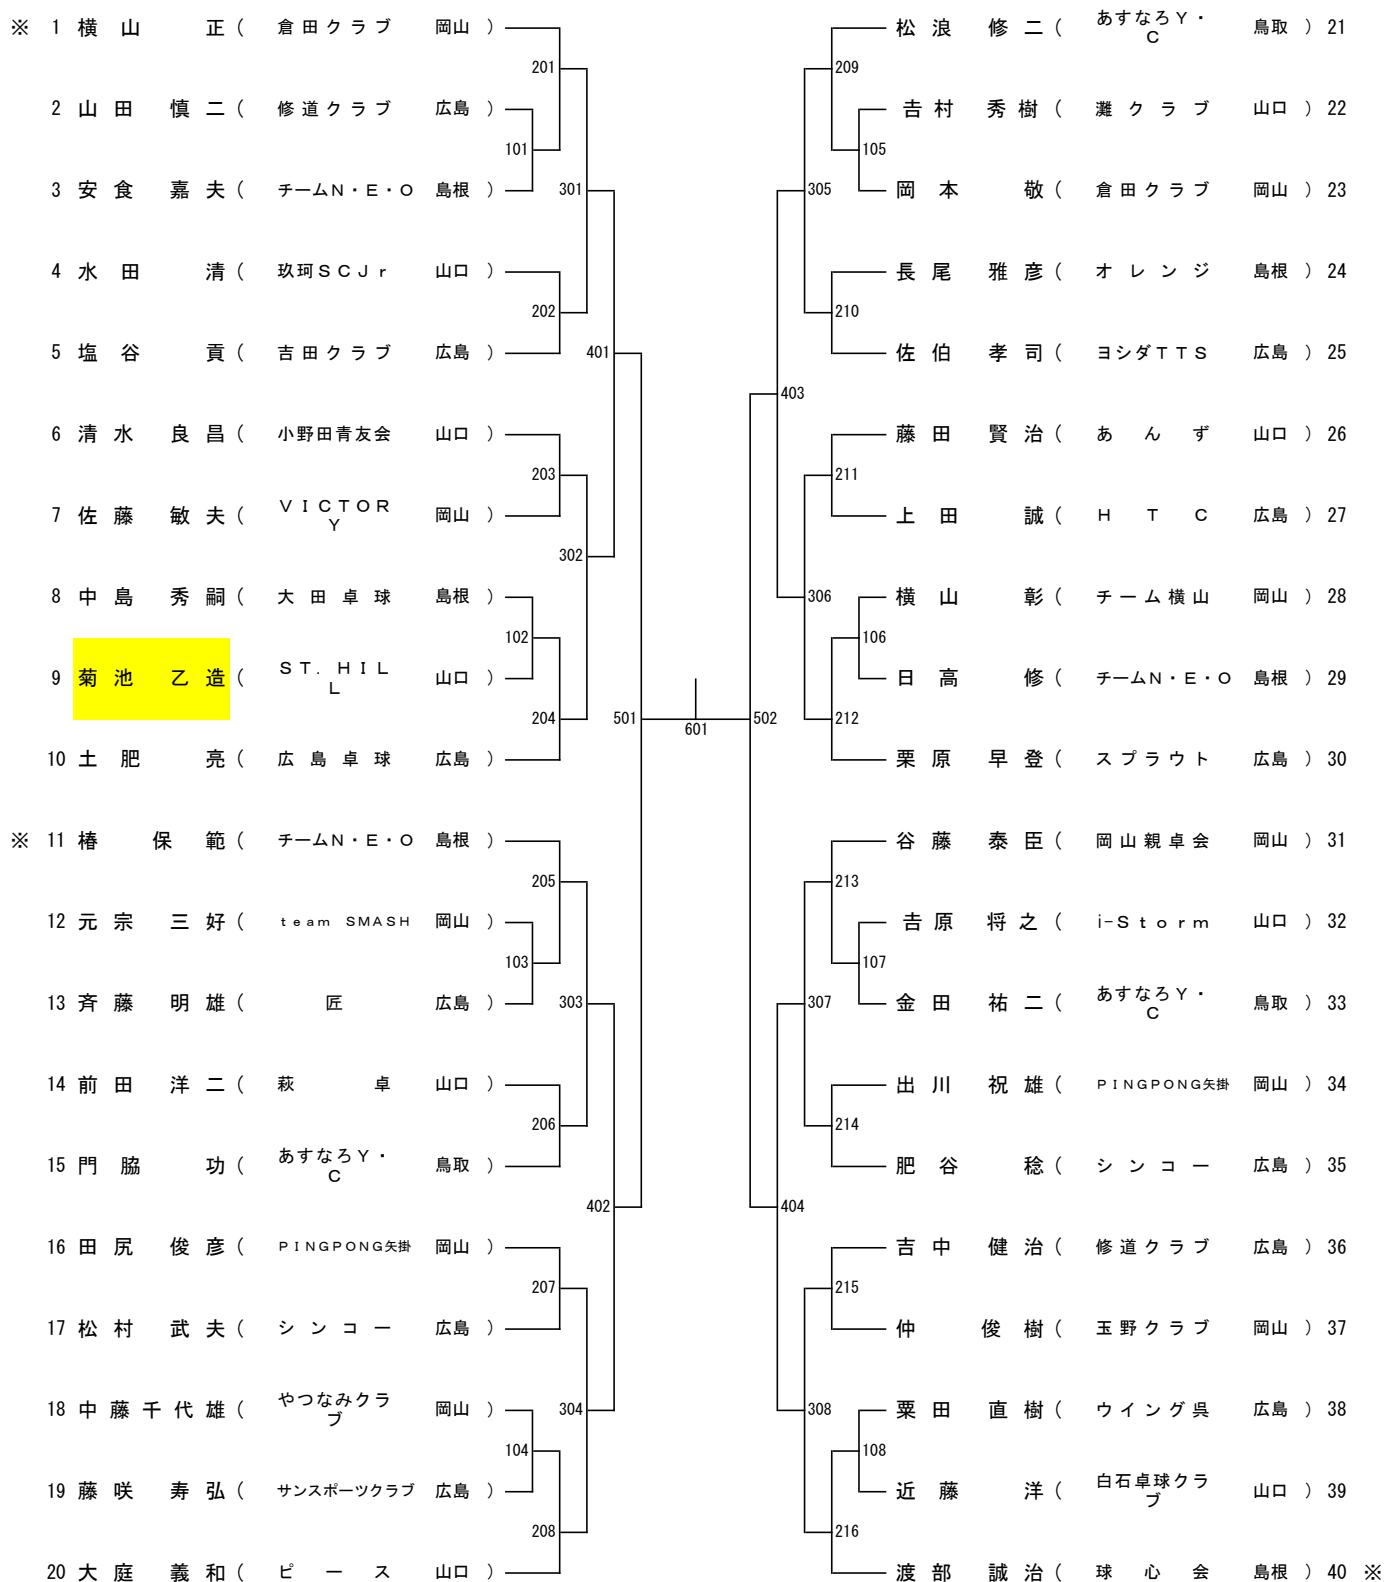 ※ 1 横山 正 ( 倉田クラブ 岡山 )
2 山田 慎二 ( 修道クラブ 広島 )
3 安食 嘉夫 ( チームN・E・O 島根 )
4 水田 清 ( 玖珂SCJr 山口 )
5 塩谷 貢 ( 吉田クラブ 広島 )
6 清水 良昌 ( 小野田青友会 山口 )
7 佐藤 敏夫 ( VICTORY 岡山 )
8 中島 秀嗣 ( 大田卓球 島根 )
9 菊池 乙造 ( ST. HILL 山口 )
10 土肥 亮 ( 広島卓球 広島 )
※ 11 椿 保範 ( チームN・E・O 島根 )
12 元宗 三好 ( team SMASH 岡山 )
13 斉藤 明雄 ( 匠 広島 )
14 前田 洋二 ( 萩卓 山口 )
15 門脇 功 ( あすなろY・C 鳥取 )
16 田尻 俊彦 ( PINGPONG矢掛 岡山 )
17 松村 武夫 ( シンコー 広島 )
18 中藤千代雄 ( やつなみクラブ 岡山 )
19 藤咲 寿弘 ( サンスポーツクラブ 広島 )
20 大庭 義和 ( ピース 山口 )
101
102
103
104
201
202
203
204
205
206
207
208
301
302
303
304
401
402
501
601
502
403
404
305
306
307
308
209
210
211
212
213
214
215
216
105
106
107
108
松浪 修二 ( あすなろY・C 鳥取 ) 21
吉村 秀樹 ( 灘クラブ 山口 ) 22
岡本 敬 ( 倉田クラブ 岡山 ) 23
長尾 雅彦 ( オレンジ 島根 ) 24
佐伯 孝司 ( ヨシダTTS 広島 ) 25
藤田 賢治 ( あんず 山口 ) 26
上田 誠 ( HTC 広島 ) 27
横山 彰 ( チーム横山 岡山 ) 28
日高 修 ( チームN・E・O 島根 ) 29
栗原 早登 ( スプラウト 広島 ) 30
谷藤 泰臣 ( 岡山親卓会 岡山 ) 31
吉原 将之 ( i-Storm 山口 ) 32
金田 祐二 ( あすなろY・C 鳥取 ) 33
出川 祝雄 ( PINGPONG矢掛 岡山 ) 34
肥谷 稔 ( シンコー 広島 ) 35
吉中 健治 ( 修道クラブ 広島 ) 36
仲 俊樹 ( 玉野クラブ 岡山 ) 37
粟田 直樹 ( ウイング呉 広島 ) 38
近藤 洋 ( 白石卓球クラブ 山口 ) 39
渡部 誠治 ( 球心会 島根 ) 40 ※